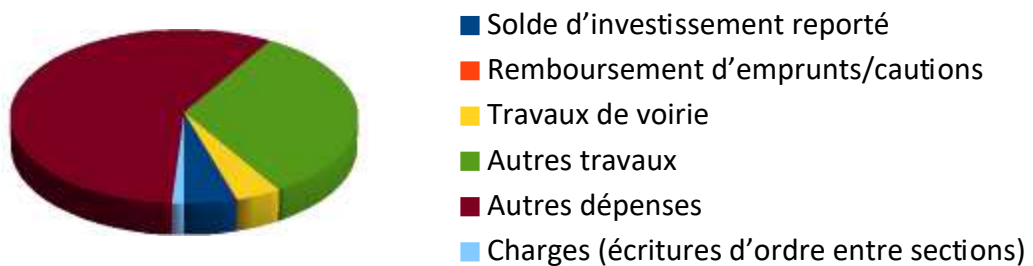 Solde d’investissement reporté
Remboursement d’emprunts/cautions
Travaux de voirie
Autres travaux
Autres dépenses
Charges (écritures d’ordre entre sections)